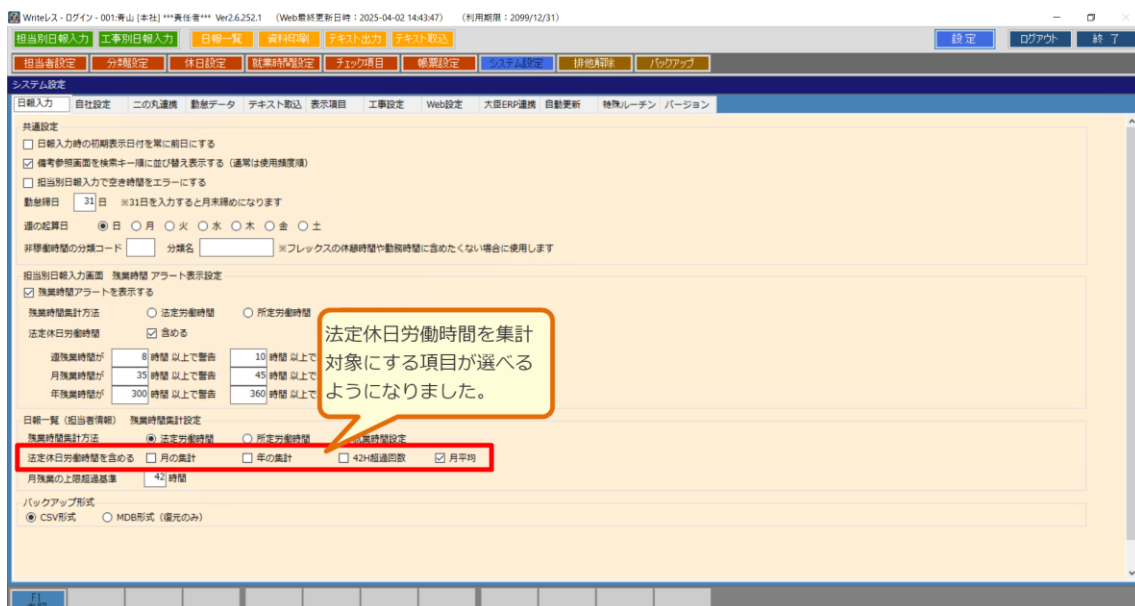 Writeレス - ログイン - 001:青山 [本社] ***責任者*** Ver2.6.252.1 (Web最終更新日時：2025-04-02 14:43:47) (利用期限：2099/12/31)
担当別日報入力 工事別日報入力 日報一覧 資料印刷 テキスト出力 テキスト取込 設定 ログアウト 終了
担当者設定 分類設定 休日設定 就業時間設定 チェック項目 帳票設定 システム設定 排他解除 バックアップ
システム設定
日報入力 自社設定 二の丸連携 勤怠データ テキスト取込 表示項目 工事設定 Web設定 大臣ERP連携 自動更新 特殊ルーチン バージョン
共通設定
日報入力時の初期表示日付を常に前日にする
備考参照画面を検索キー順に並び替え表示する（通常は使用頻度順）
担当別日報入力で空き時間をエラーにする
勤怠締日 31 日 ※31日を入力すると月末締めになります
週の起算日 日 月 火 水 木 金 土
非稼働時間の分類コード 分類名 ※フレックスの休憩時間や勤務時間に含めたくない場合に使用します
担当別日報入力画面 残業時間 アラート表示設定
残業時間アラートを表示する
残業時間集計方法 法定労働時間 所定労働時間
法定休日労働時間 含める
週残業時間が 8 時間 以上で警告 10 時間 以上で
月残業時間が 35 時間 以上で警告 45 時間 以上で
年残業時間が 300 時間 以上で警告 360 時間 以上で
法定休日労働時間を集計
対象にする項目が選べる
ようになりました。
日報一覧（担当者情報） 残業時間集計設定
残業時間集計方法 法定労働時間 所定労働時間 就業時間設定
法定休日労働時間を含める 月の集計 年の集計 42H超過回数 月平均
月残業の上限超過基準 42 時間
バックアップ形式
CSV形式 MDB形式（復元のみ）
F1